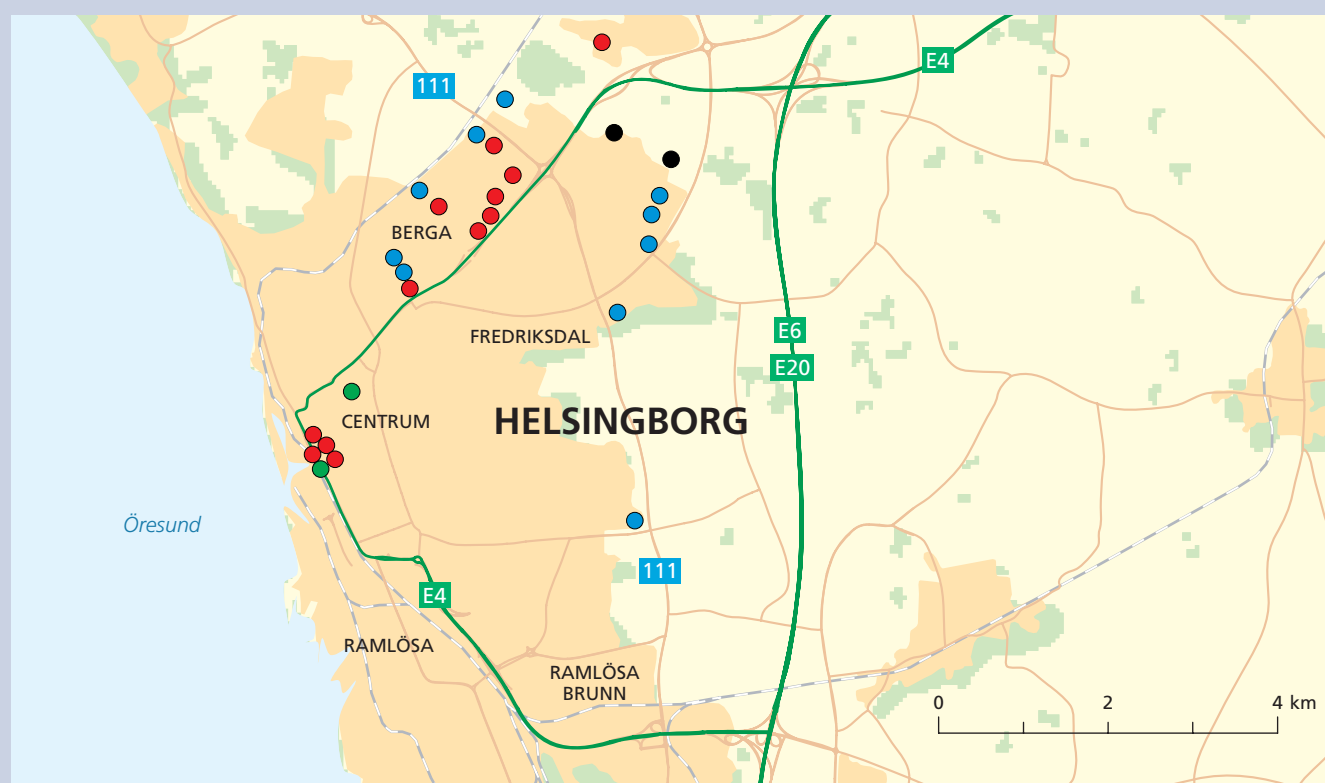 E4
111
BERGA
E6
FREDRIKSDAL
E20
CENTRUM
HELSINGBORG
Öresund
111
E4
RAMLÖSA
RAMLÖSA
BRUNN
0 2 4 km